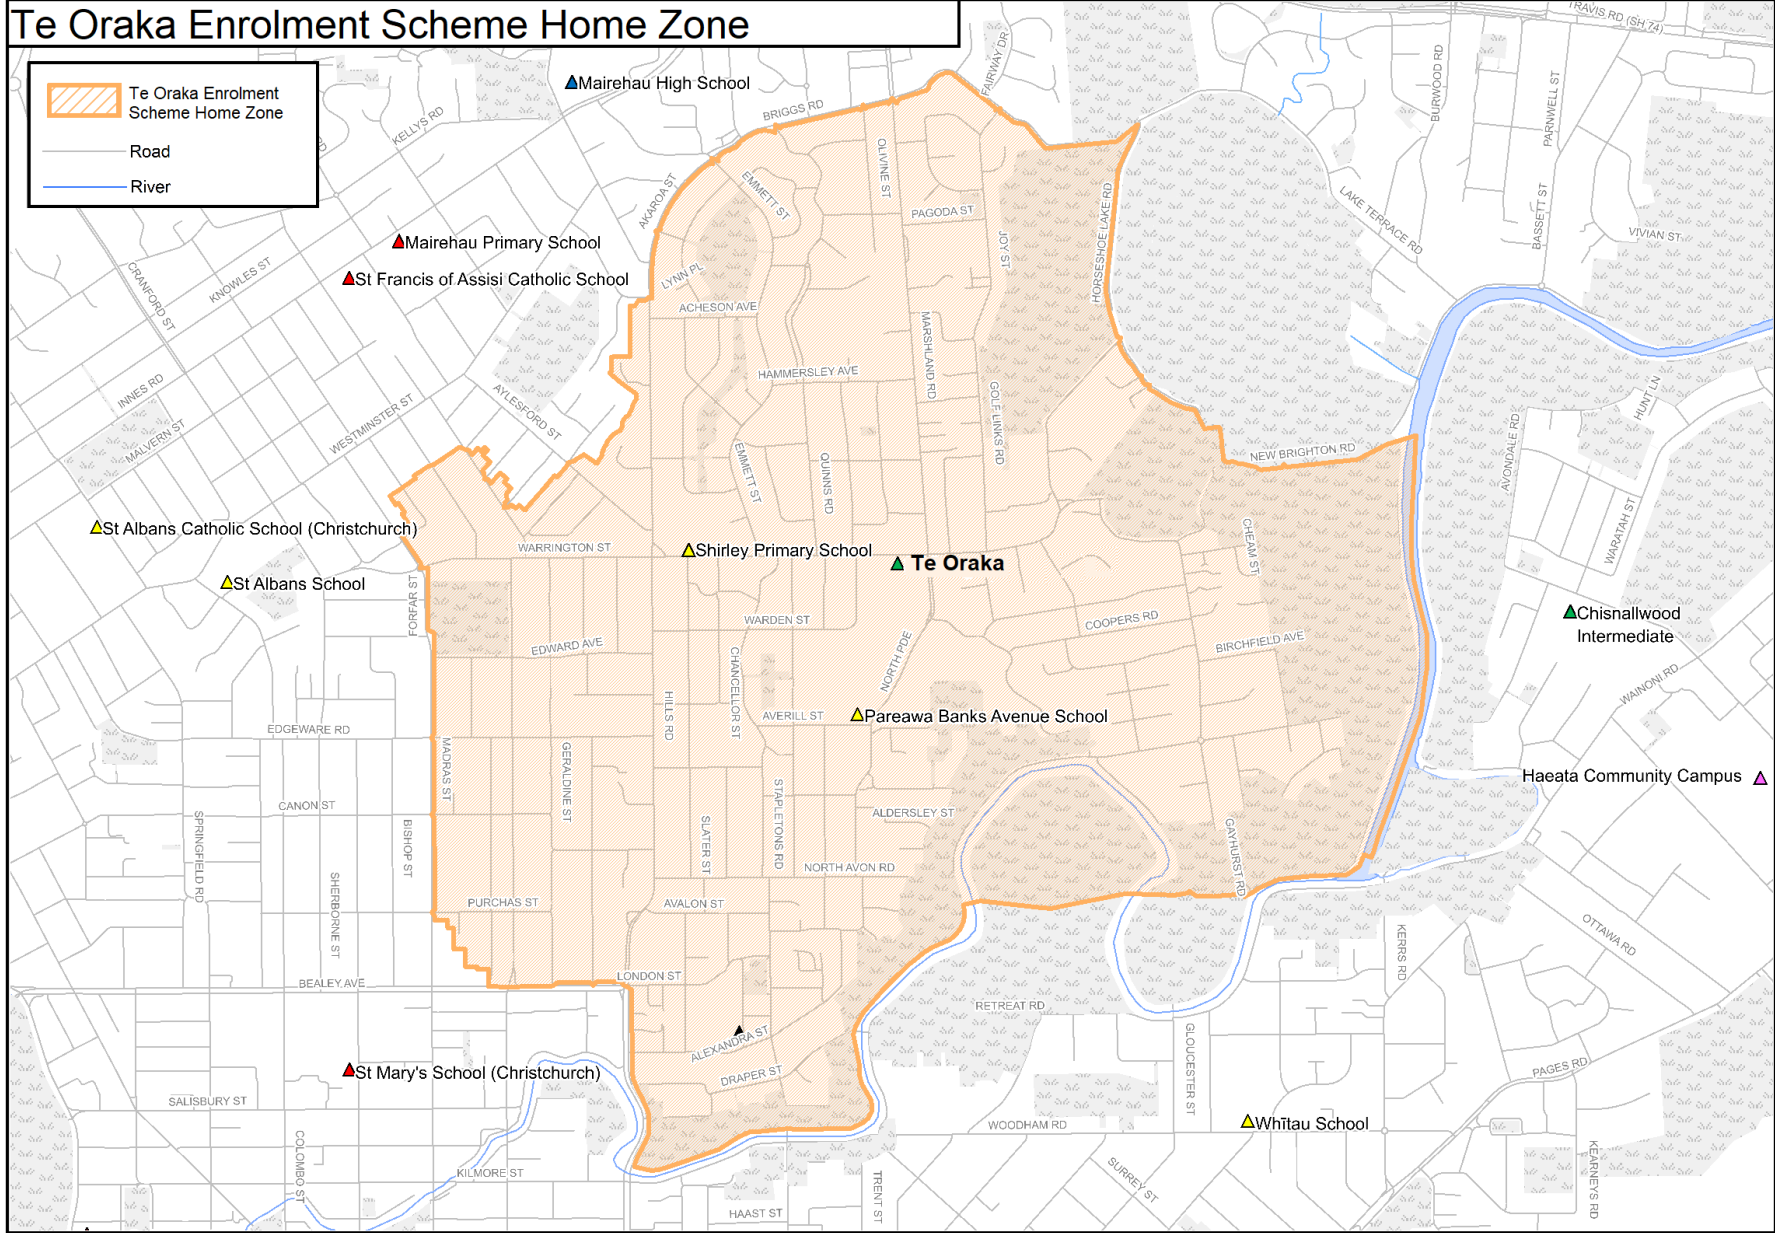 Te Oraka Enrolment Scheme Home Zone
Te Oraka Enrolment
Scheme Home Zone
Road
River
TRAVIS RD (SH 74)
FAIRWAY DR
BURWOOD RD
PARNWELL ST
Mairehau High School
BRIGGS RD
KELLYS RD
RD
OLIVINE ST
EMMETT ST
AKAROA ST
PAGODA ST
JOY ST
HORSESHOE LAKE RD
LAKE TERRACE RD
BASSETT ST
VIVIAN ST
Mairehau Primary School
St Francis of Assisi Catholic School
KNOWLES ST
CRANFORD ST
LYNN PL
ACHESON AVE
MARSHLAND RD
HAMMERSLEY AVE
GOLF LINKS RD
INNES RD
MALVERN ST
WESTMINSTER ST
AYLESFORD ST
HUNT LN
AVONDALE RD
NEW BRIGHTON RD
EMMETT ST
QUINNS RD
WARATAH ST
CHEAM ST
St Albans Catholic School (Christchurch)
WARRINGTON ST
Shirley Primary School
Te Oraka
St Albans School
FORFAR ST
WARDEN ST
COOPERS RD
BIRCHFIELD AVE
Chisnallwood
Intermediate
EDWARD AVE
NORTH PDE
WAINONI RD
CHANCELLOR ST
HILLS RD
AVERILL ST
Pareawa Banks Avenue School
EDGEWARE RD
MADRAS ST
GERALDINE ST
Haeata Community Campus
STAPLETONS RD
CANON ST
SPRINGFIELD RD
BISHOP ST
SLATER ST
ALDERSLEY ST
GAYHURST RD
NORTH AVON RD
SHERBORNE ST
PURCHAS ST
AVALON ST
OTTAWA RD
KERRS RD
BEALEY AVE
LONDON ST
RETREAT RD
ALEXANDRA ST
DRAPER ST
GLOUCESTER ST
PAGES RD
St Mary's School (Christchurch)
SALISBURY ST
WOODHAM RD
Whītau School
COLOMBO ST
KILMORE ST
SURREY ST
TRENT ST
KEARNEYS RD
HAAST ST